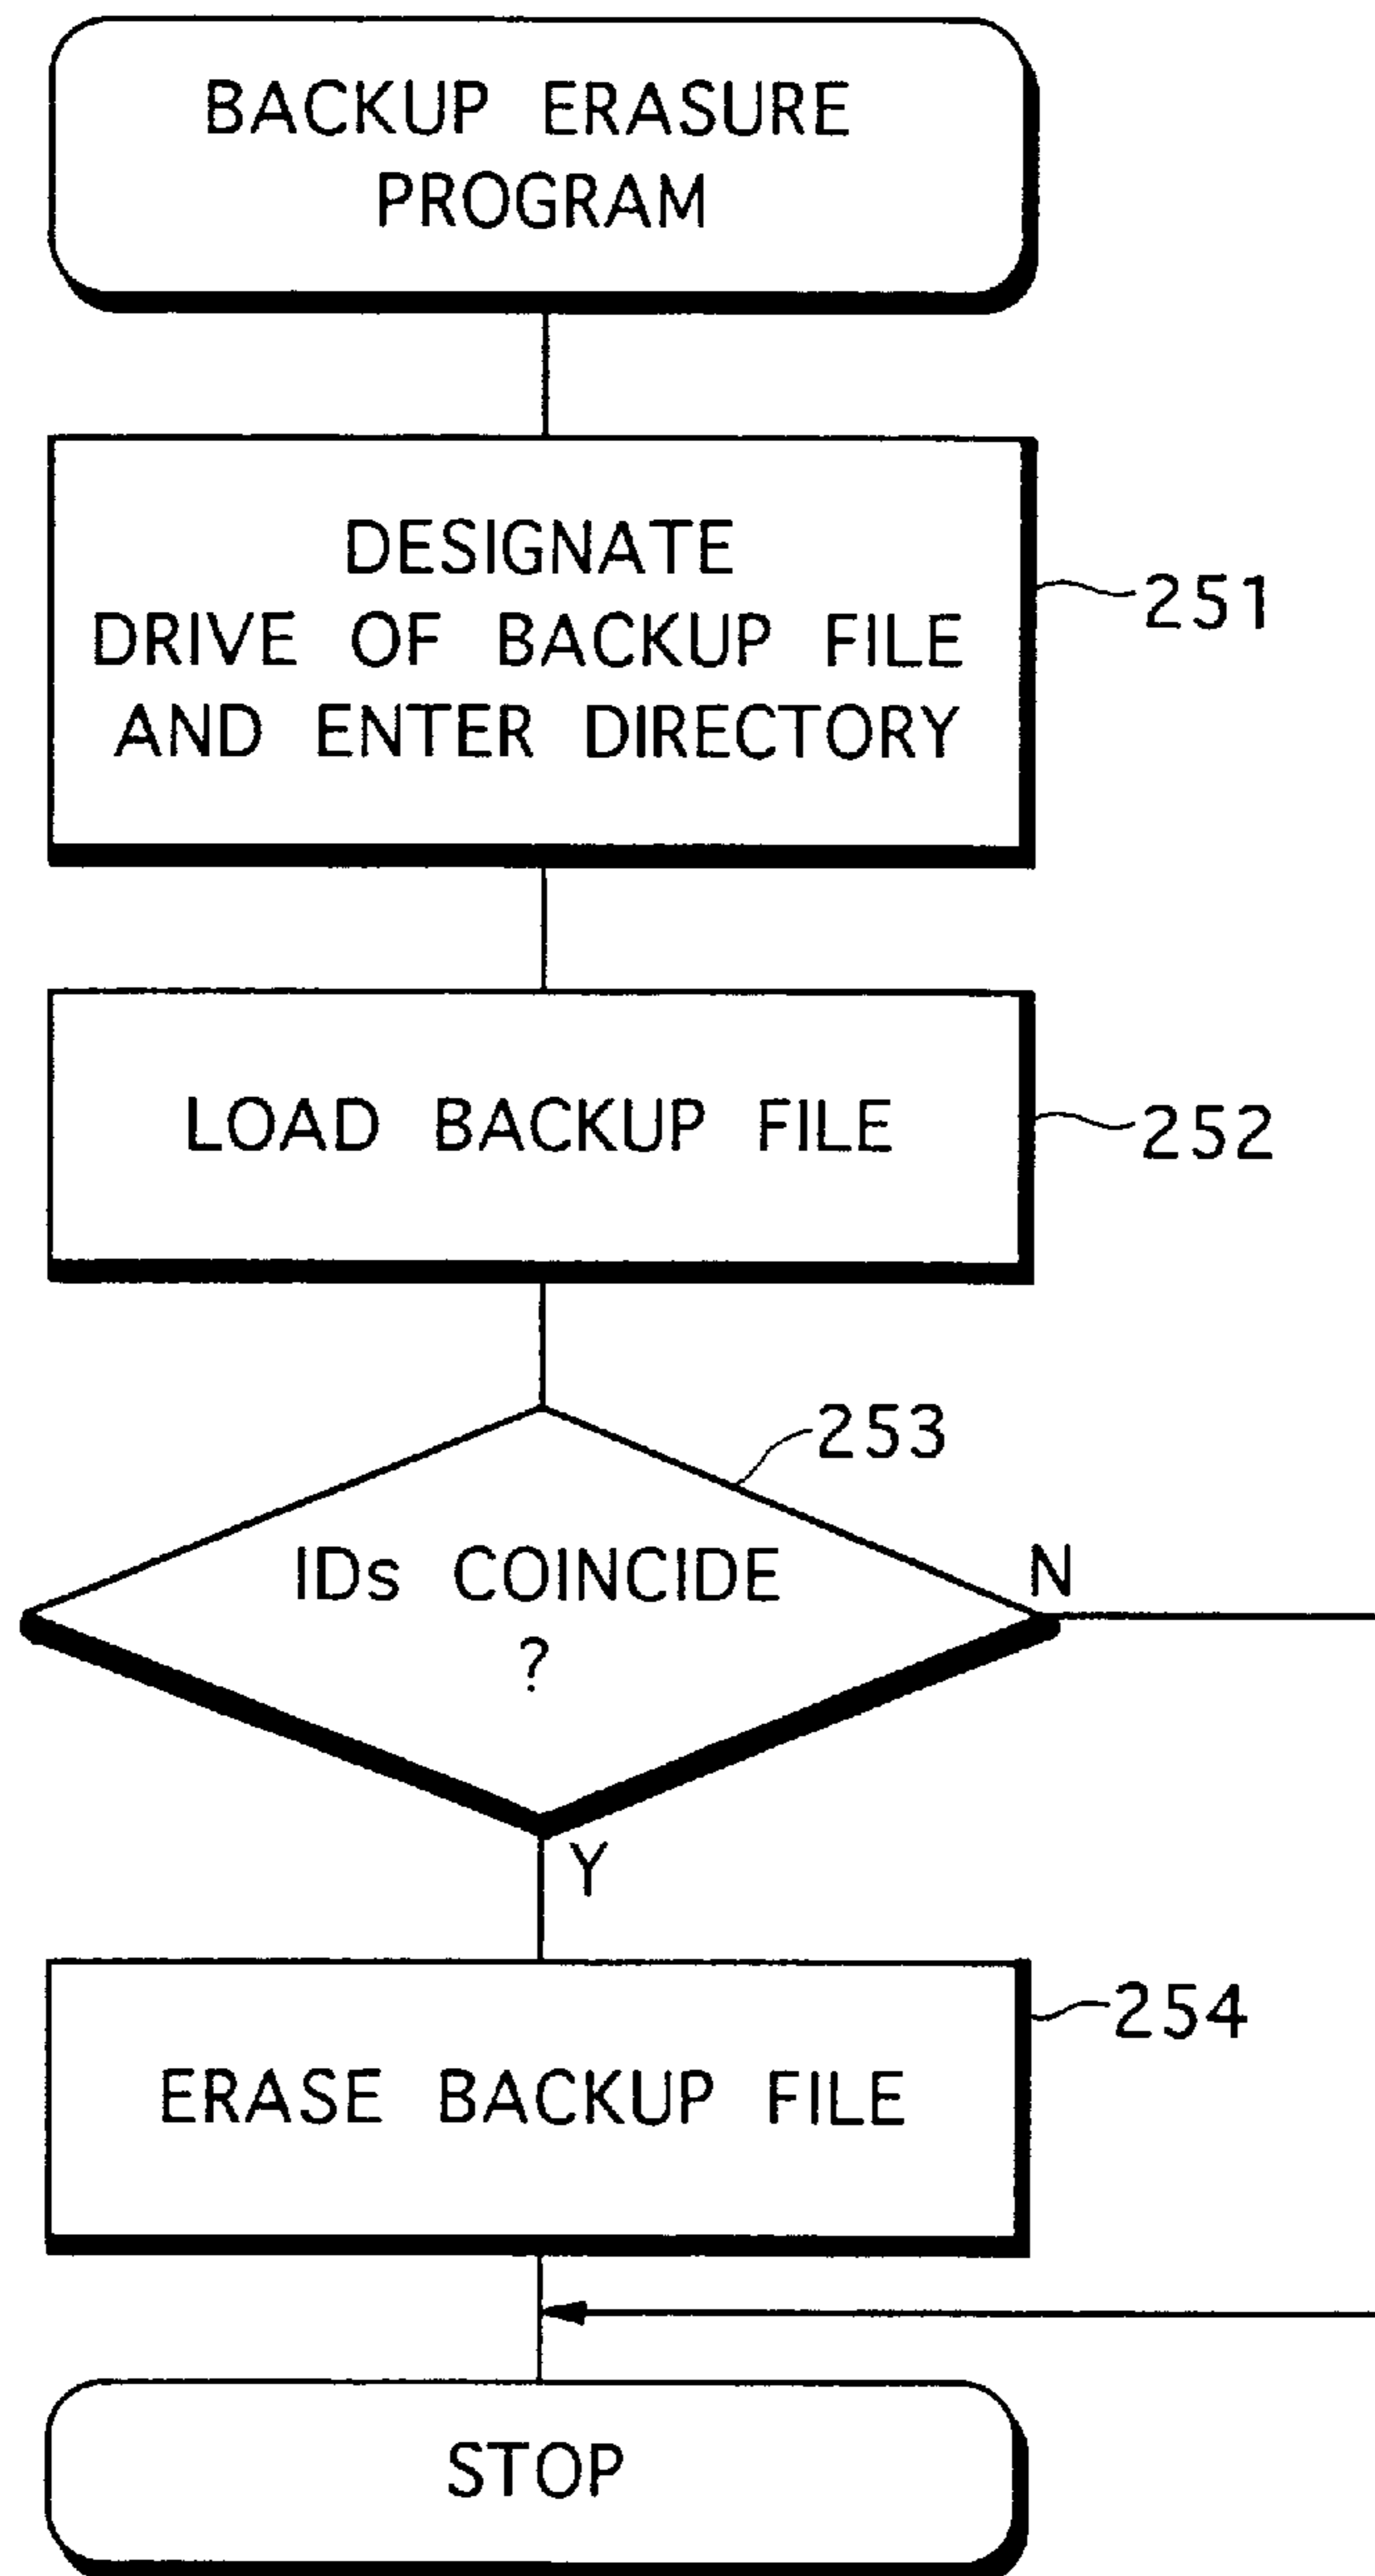 BACKUP ERASURE
PROGRAM
DESIGNATE
DRIVE OF BACKUP FILE
AND ENTER DIRECTORY
251
LOAD BACKUP FILE
252
253
IDs COINCIDE
?
N
Y
254
ERASE BACKUP FILE
STOP